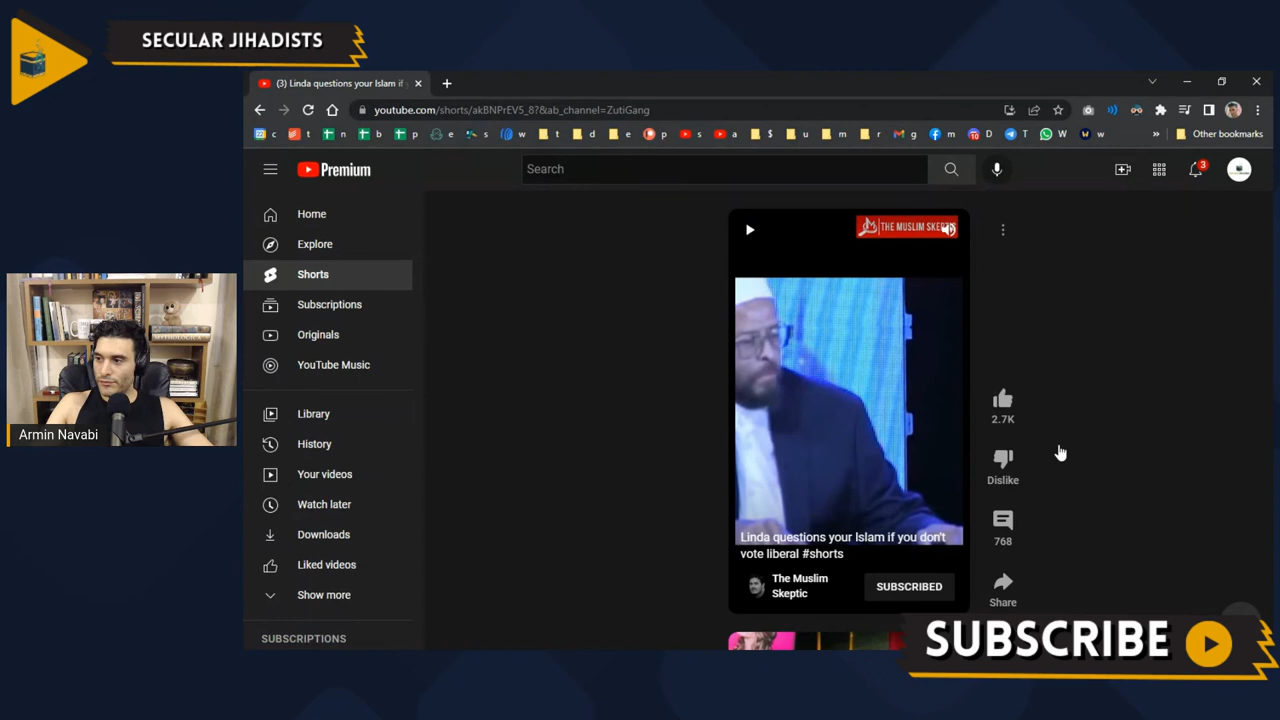 SECULAR JIHADISTS
(3) Linda questions your Islam if y
youtube.com/shorts/akBNPrEV5_8?&ab_channel=ZutiGang
c t n b p e s w t d e p s a $ u m r g m D T W w » Other bookmarks
Premium
Search
3
Home
Explore
Shorts
Subscriptions
Originals
YouTube Music
Library
History
Your videos
Watch later
Downloads
Liked videos
Show more
SUBSCRIPTIONS
Armin Navabi
THE MUSLIM SKEPTIC
Linda questions your Islam if you don't
vote liberal #shorts
The Muslim
Skeptic
SUBSCRIBED
2.7K
Dislike
768
Share
SUBSCRIBE